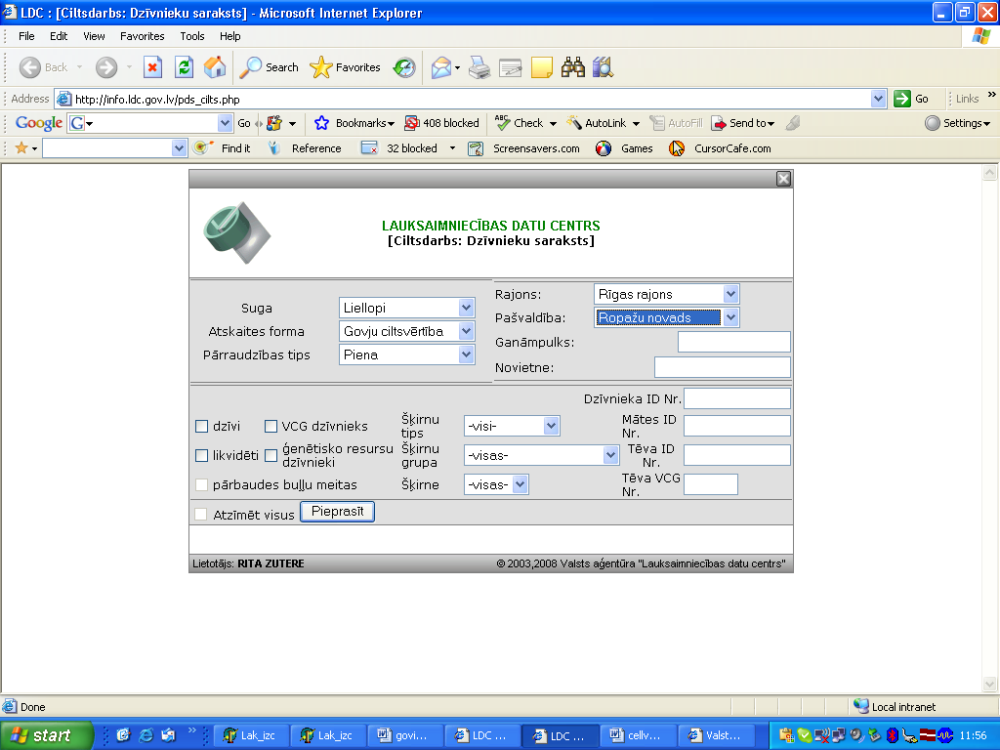 LDC : [Ciltsdarbs: Dzīvnieku saraksts] - Microsoft Internet Explorer
File Edit View Favorites Tools Help
Back Search Favorites
Address http://info.ldc.gov.lv/pds_cilts.php Go Links »
Google G Go Bookmarks 408 blocked Check AutoLink AutoFill Send to Settings
Find it Reference 32 blocked Screensavers.com Games CursorCafe.com
LAUKSAIMNIECĪBAS DATU CENTRS
[Ciltsdarbs: Dzīvnieku saraksts]
Suga Liellopi
Atskaites forma Govju ciltsvērtība
Pārraudzības tips Piena
Rajons: Rīgas rajons
Pašvaldība: Ropažu novads
Ganāmpulks:
Novietne:
Dzīvnieka ID Nr.
dzīvi VCG dzīvnieks Šķirņu tips -visi- Mātes ID Nr.
likvidēti ģenētisko resursu dzīvnieki Šķirņu grupa -visas- Tēva ID Nr.
pārbaudes buļļu meitas Šķirne -visas- Tēva VCG Nr.
Atzīmēt visus Pieprasīt
Lietotājs: RITA ZUTERE © 2003,2008 Valsts aģentūra "Lauksaimniecības datu centrs"
Done Local intranet
start » Lak_izc Lak_izc govi... LDC ... LDC ... cellv... Valst... 11:56